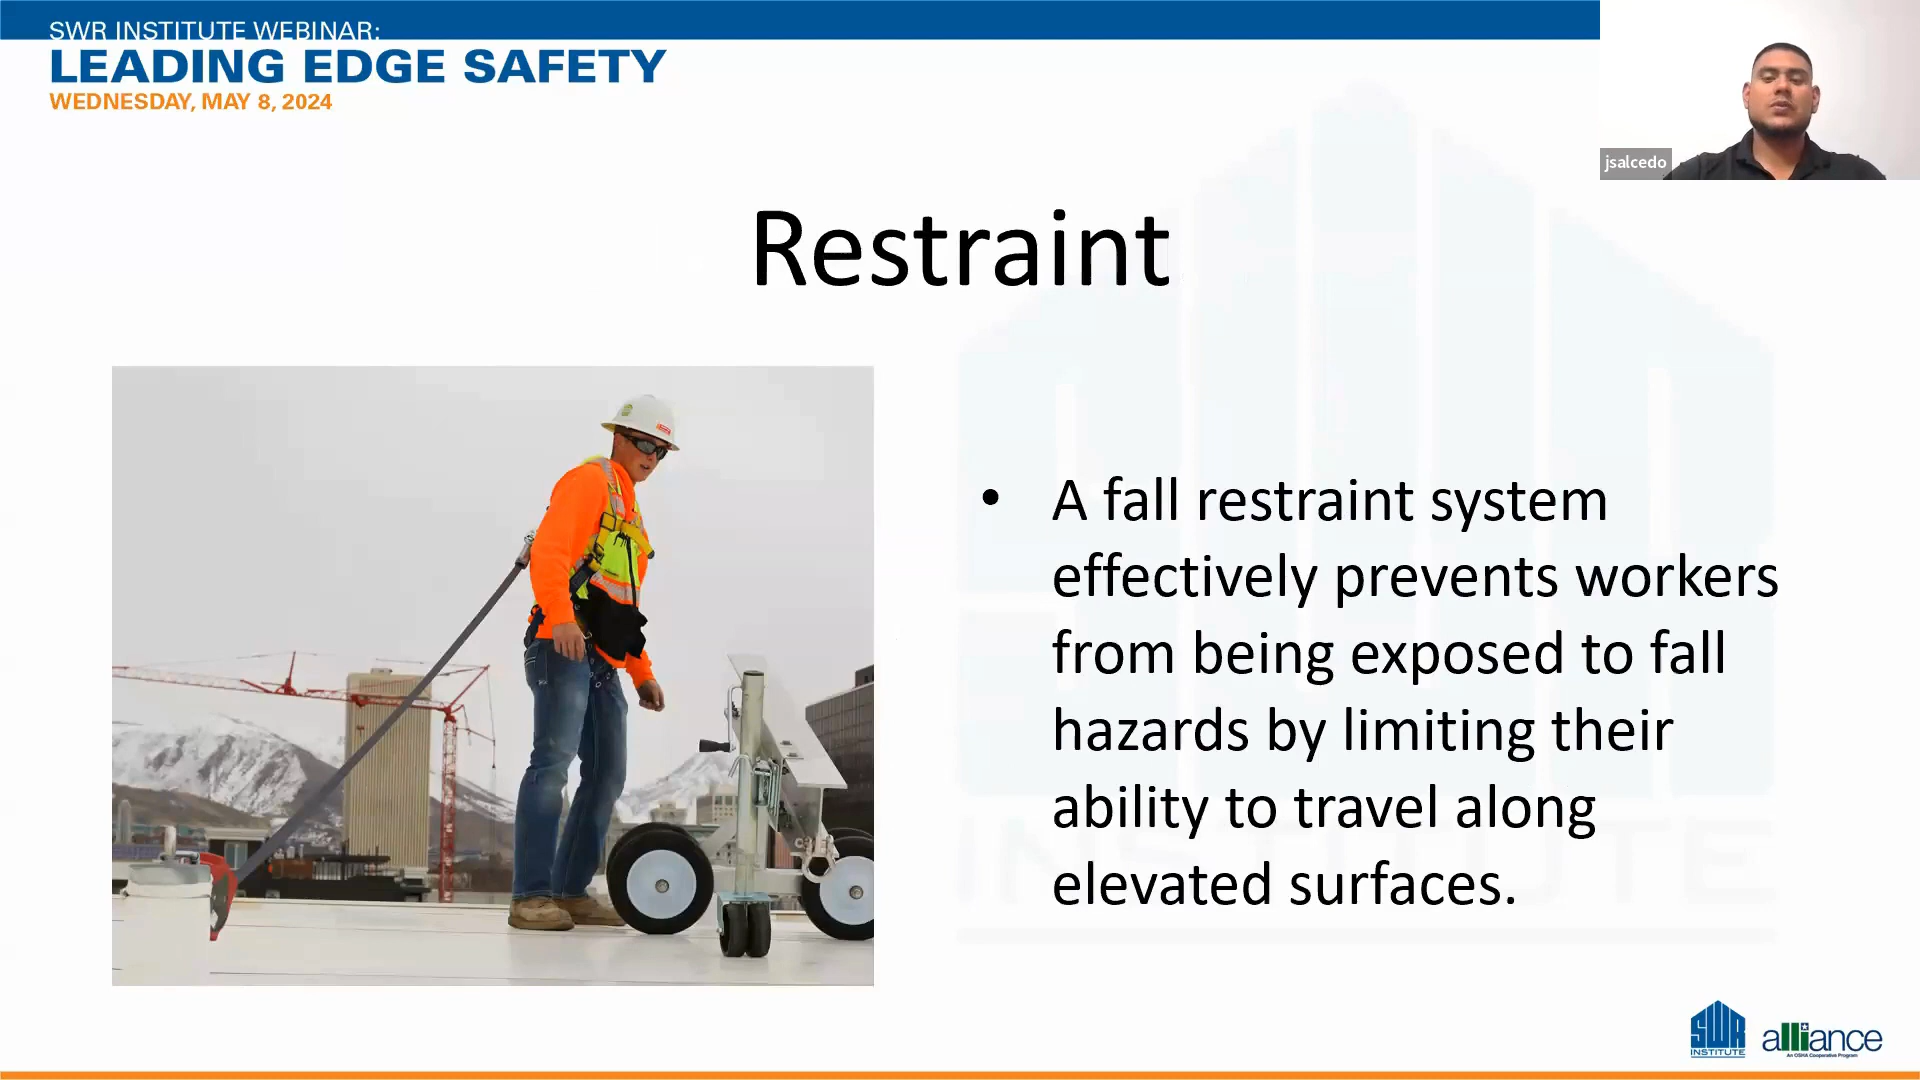 SWR INSTITUTE WEBINAR:
LEADING EDGE SAFETY
WEDNESDAY, MAY 8, 2024
jsalcedo
Restraint
• A fall restraint system
effectively prevents workers
from being exposed to fall
hazards by limiting their
ability to travel along
elevated surfaces.
INSTITUTE
SWR
INSTITUTE
alliance
An OSHA Cooperative Program